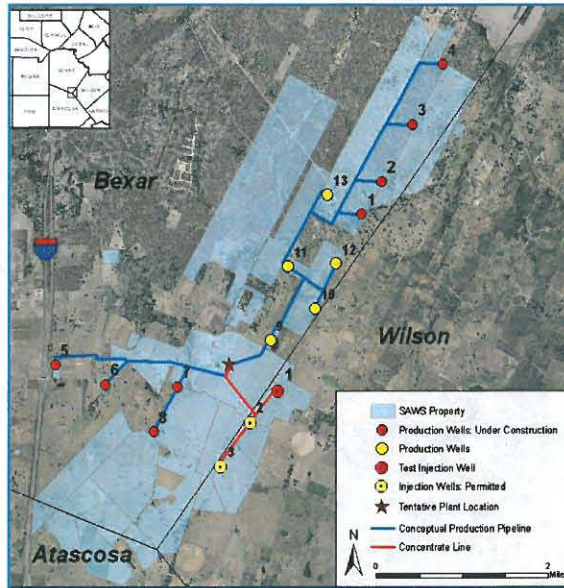 Bexar
Wilson
Atascosa
4
3
2
1
13
11
12
10
9
5
6
7
8
1
2
3
SAWS Property
Production Wells: Under Construction
Production Wells
Test Injection Well
Injection Wells: Permitted
Tentative Plant Location
Conceptual Production Pipeline
Concentrate Line
N
0
2